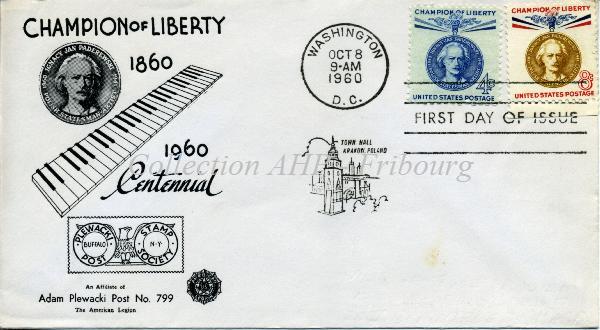 CHAMPION OF LIBERTY
IGNACY JAN PADEREWSKI
1860
1960
Centennial
PLEWACKI STAMP
BUFFALO N-Y-
POST SOCIETY
An Affiliate of
Adam Plewacki Post No. 799
The American Legion
WASHINGTON
OCT 8
9-AM
1960
D.C.
TOWN HALL
KRAKOW, POLAND
CHAMPION OF LIBERTY
4¢
UNITED STATES POSTAGE
CHAMPION OF LIBERTY
8¢
UNITED STATES POSTAGE
FIRST DAY OF ISSUE
Collection AHP Fribourg